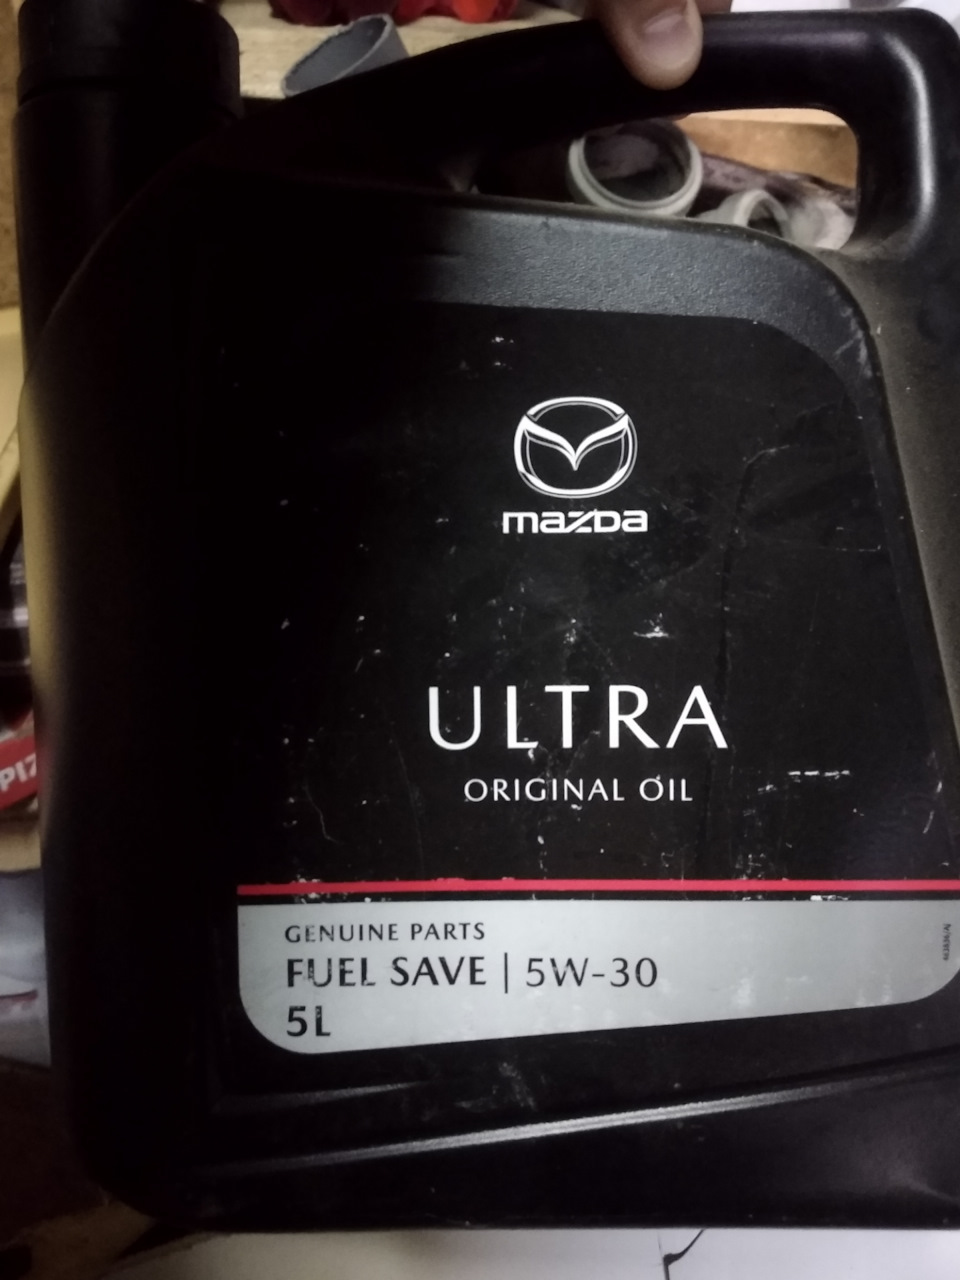 mazda
ULTRA
ORIGINAL OIL
GENUINE PARTS
FUEL SAVE | 5W-30
5L